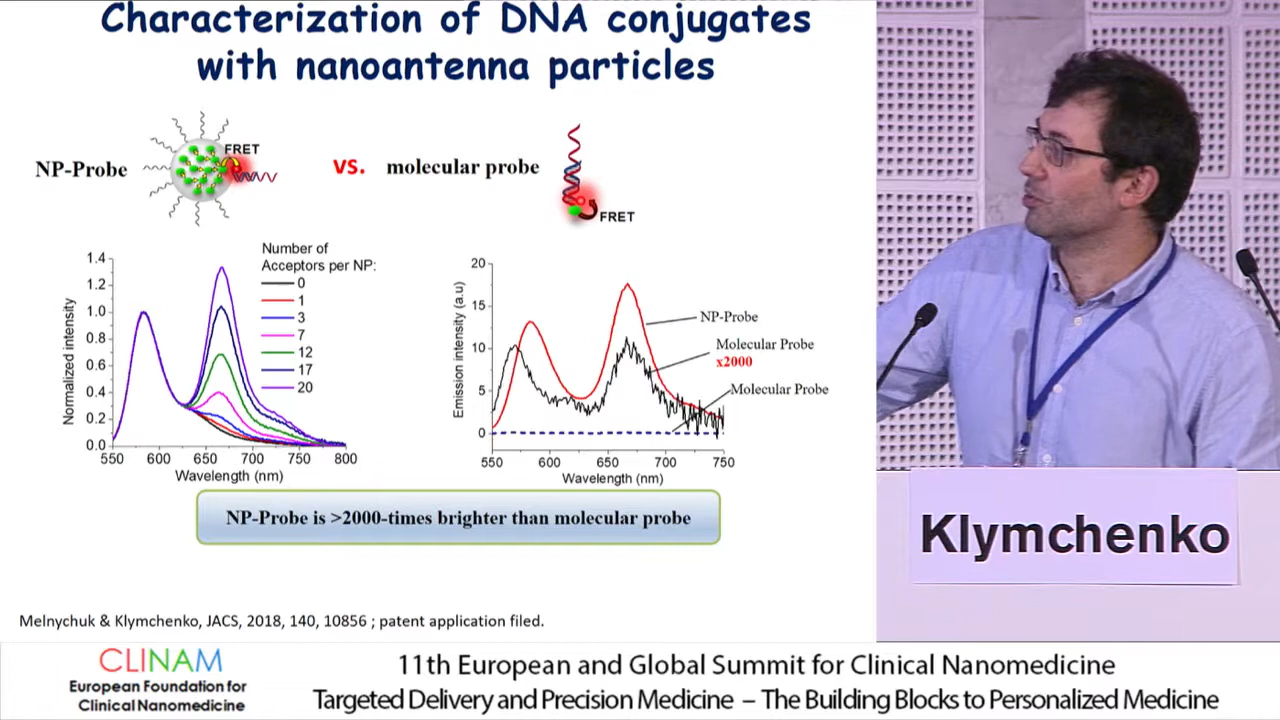 Characterization of DNA conjugates
with nanoantenna particles
NP-Probe
FRET
vs.
molecular probe
FRET
Number of
Acceptors per NP:
0
1
3
7
12
17
20
Normalized intensity
1.4
1.2
1.0
0.8
0.6
0.4
0.2
0.0
550 600 650 700 750 800
Wavelength (nm)
Emission intensity (a.u)
20
15
10
5
0
NP-Probe
Molecular Probe
x2000
Molecular Probe
550 600 650 700 750
Wavelength (nm)
NP-Probe is >2000-times brighter than molecular probe
Melnychuk & Klymchenko, JACS, 2018, 140, 10856 ; patent application filed.
Klymchenko
CLINAM
European Foundation for
Clinical Nanomedicine
11th European and Global Summit for Clinical Nanomedicine
Targeted Delivery and Precision Medicine – The Building Blocks to Personalized Medicine